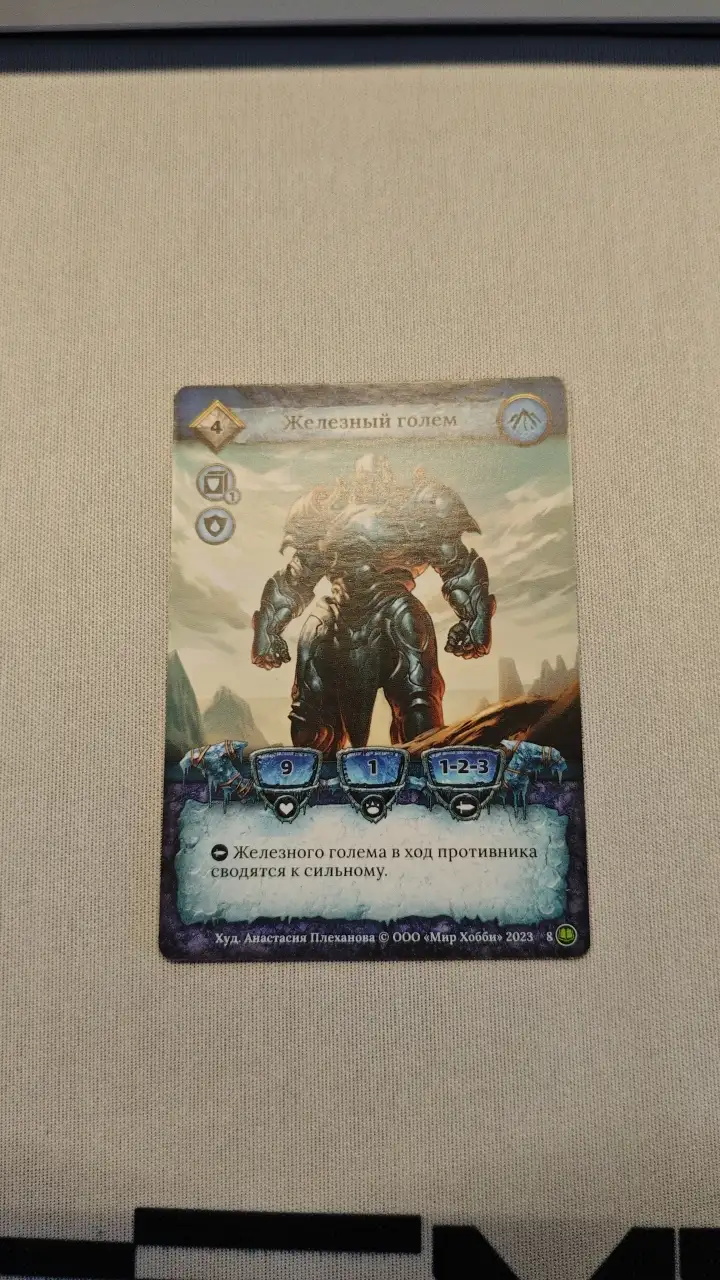 4
Железный голем
1
9
1
1-2-3
Железного голема в ход противника
сводятся к сильному.
Худ. Анастасия Плеханова © ООО «Мир Хобби» 2023 8